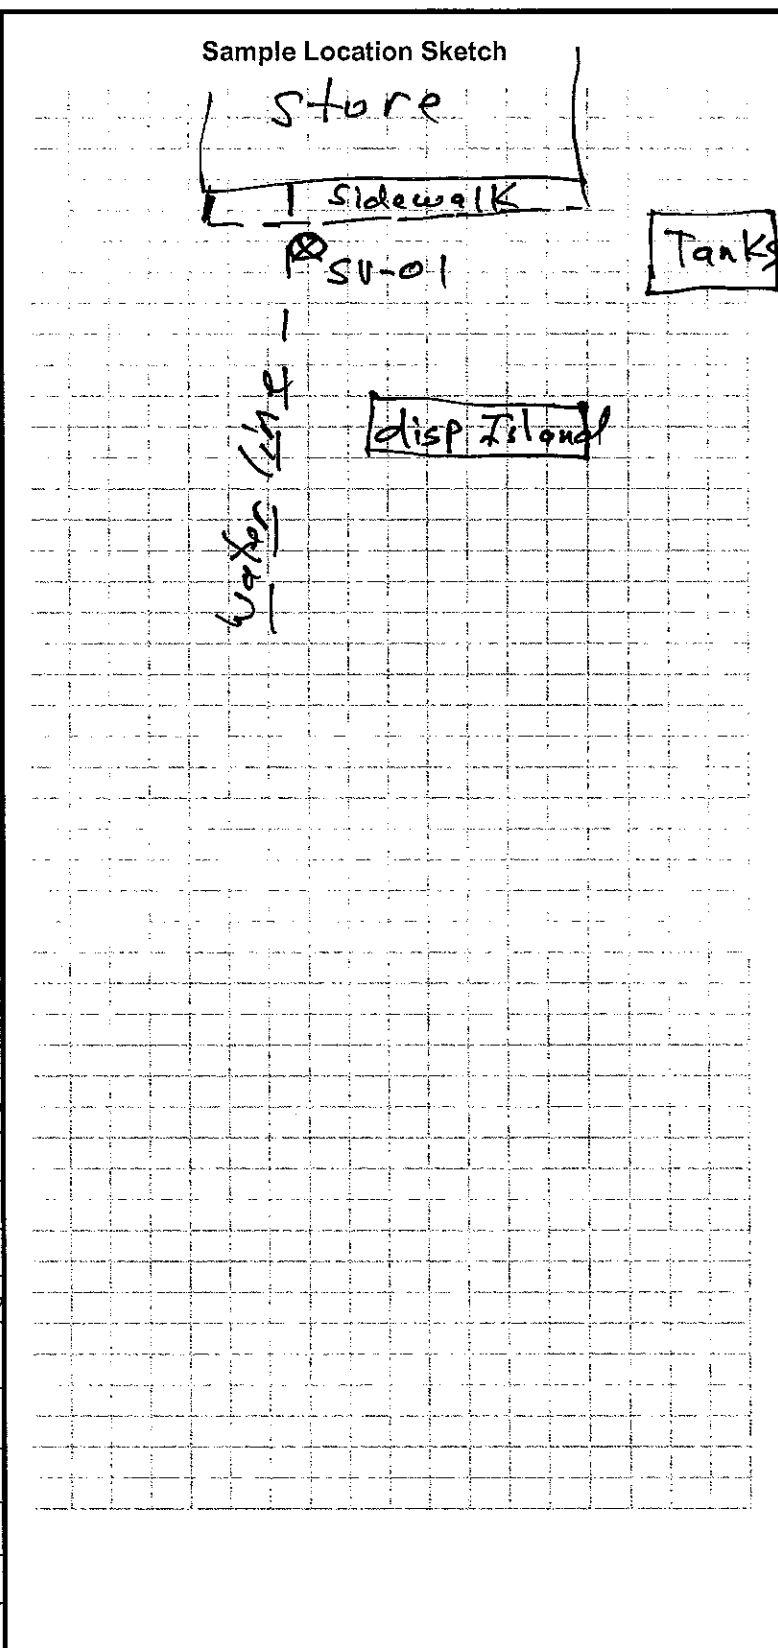 Sample Location Sketch
Store
Sidewalk
Tanks
SV-01
disp Island
Water line